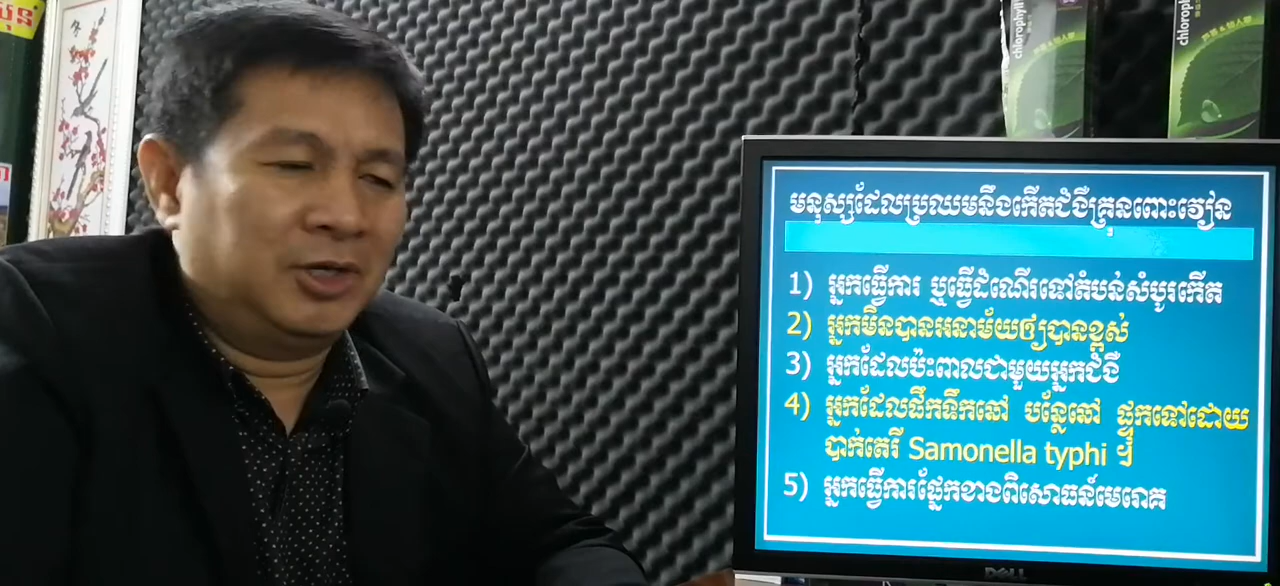 ស៊ុន
冬
chlorophyll
chloroph
មនុស្សដែលប្រឈមនឹងកើតជំងឺគ្រុនពោះវៀន
1) អ្នកធ្វើការ ឬធ្វើដំណើរទៅតំបន់សំបូរកើត
2) អ្នកមិនបានអនាម័យឲ្យបានខ្ពស់
3) អ្នកដែលប៉ះពាល់ជាមួយអ្នកជំងឺ
4) អ្នកដែលផឹកទឹកឆៅ បន្លែឆៅ ផ្ទុកទៅដោយ
បាក់តេរី Samonella typhi ។
5) អ្នកធ្វើការផ្នែកខាងពិសោធន៍មេរោគ
DELL